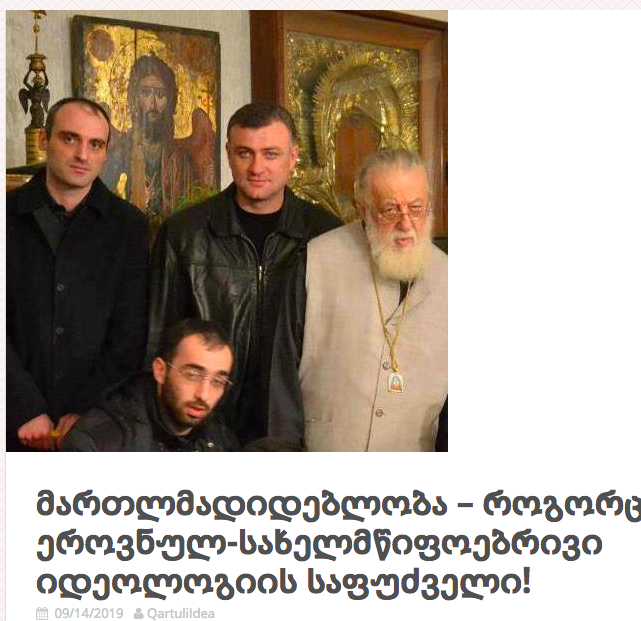 მართლმადიდებლობა – როგორც
ეროვნულ-სახელმწიფოებრივი
იდეოლოგიის საფუძველი!
09/14/2019 QartuliIdea